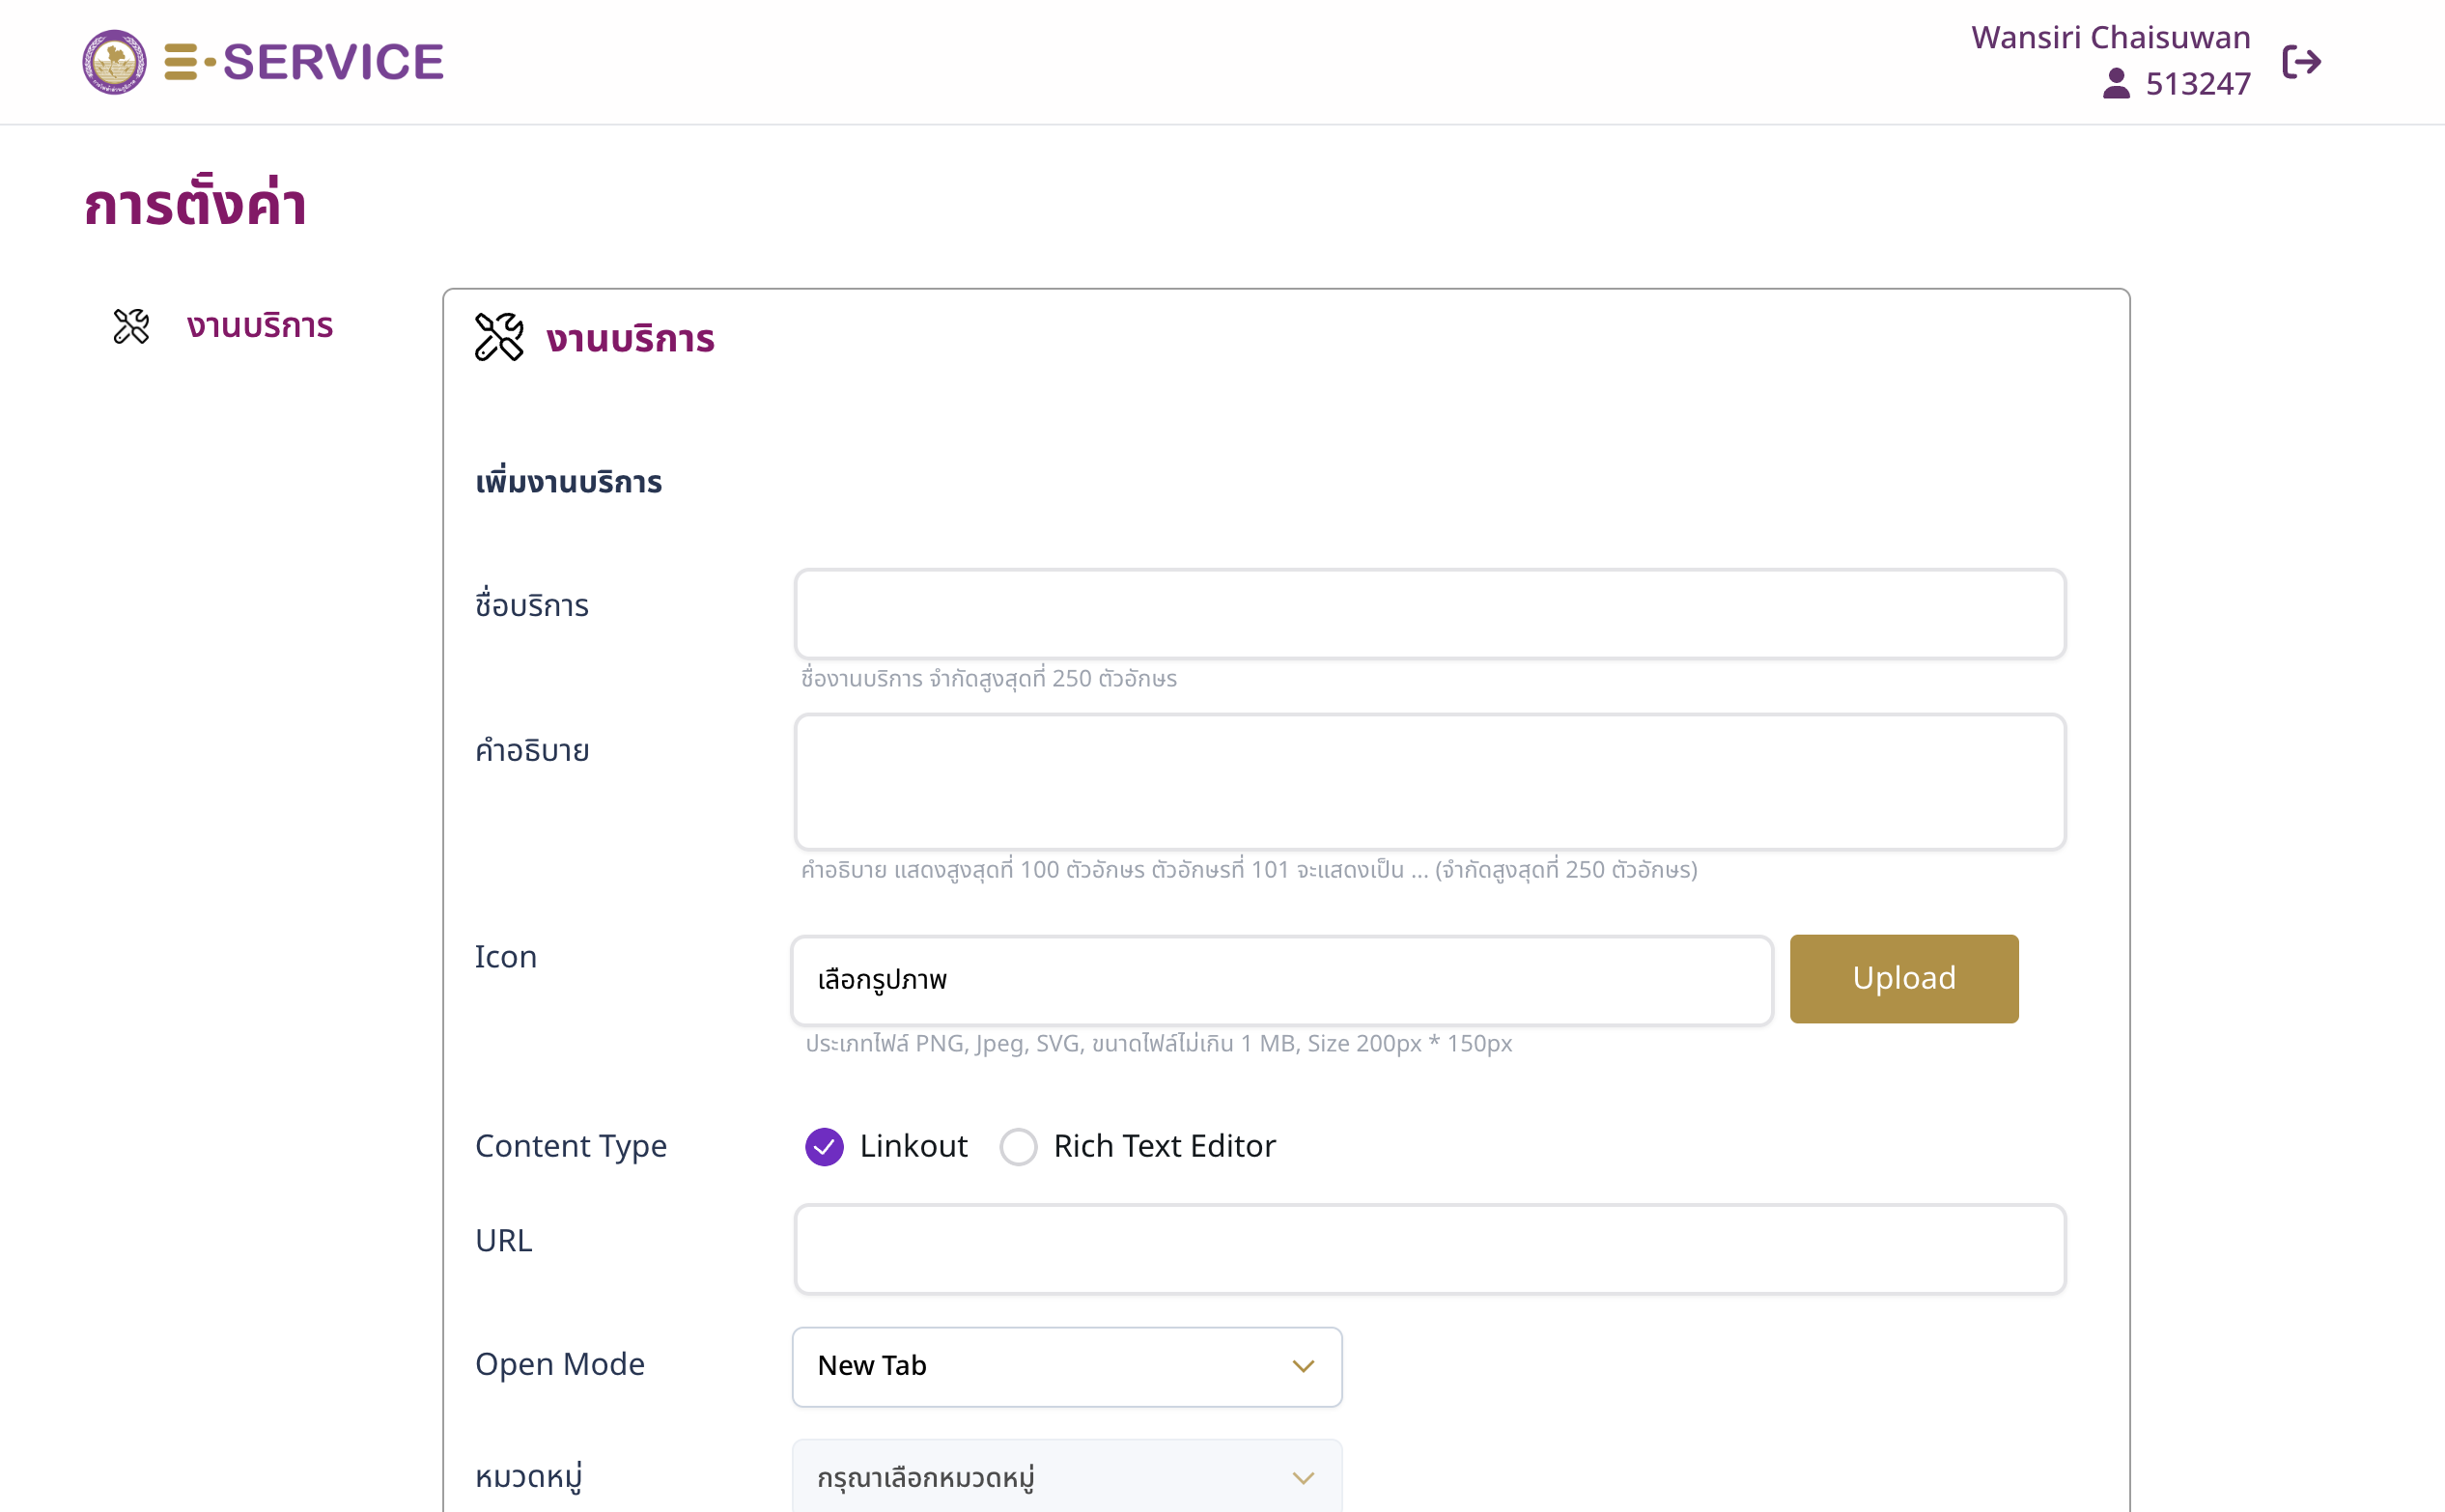 E-SERVICE
Wansiri Chaisuwan
513247
การตั้งค่า
งานบริการ
งานบริการ
เพิ่มงานบริการ
ชื่อบริการ
ชื่องานบริการ จำกัดสูงสุดที่ 250 ตัวอักษร
คำอธิบาย
คำอธิบาย แสดงสูงสุดที่ 100 ตัวอักษร ตัวอักษรที่ 101 จะแสดงเป็น ... (จำกัดสูงสุดที่ 250 ตัวอักษร)
Icon
เลือกรูปภาพ
Upload
ประเภทไฟล์ PNG, Jpeg, SVG, ขนาดไฟล์ไม่เกิน 1 MB, Size 200px * 150px
Content Type
Linkout
Rich Text Editor
URL
Open Mode
New Tab
หมวดหมู่
กรุณาเลือกหมวดหมู่